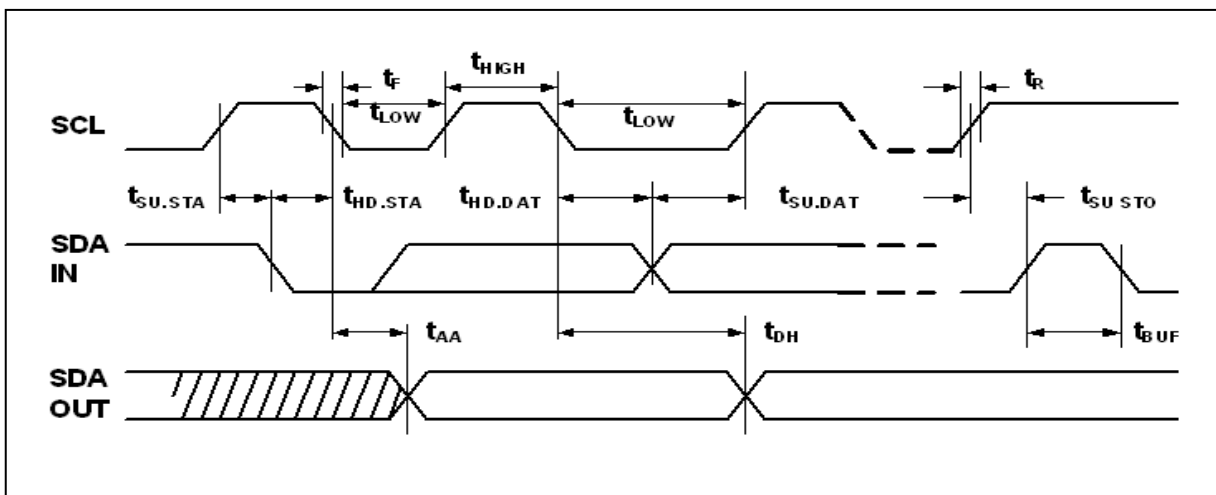 tF tHIGH tR
SCL tLOW tLOW
tSU.STA tHD.STA tHD.DAT tSU.DAT tSU STO
SDA
IN
tAA tDH tBUF
SDA
OUT